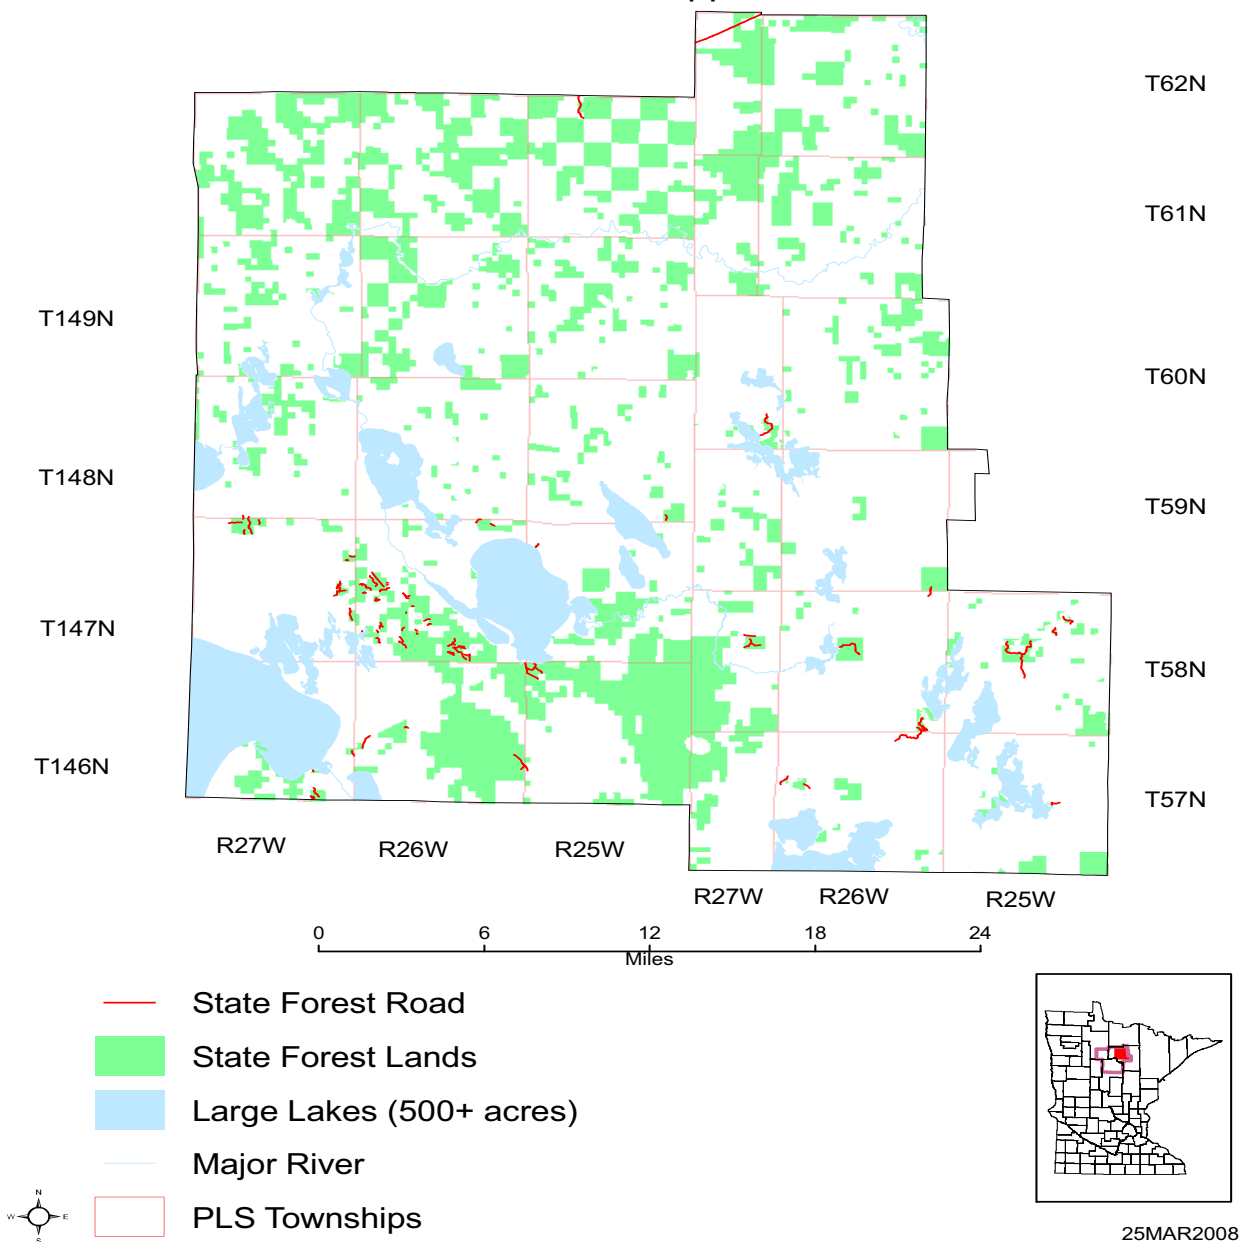 T62N
T61N
T149N
T60N
T148N
T59N
T147N
T58N
T146N
T57N
R27W
R26W
R25W
R27W
R26W
R25W
0
6
12
18
24
Miles
State Forest Road
State Forest Lands
Large Lakes (500+ acres)
Major River
PLS Townships
N
W
E
S
25MAR2008